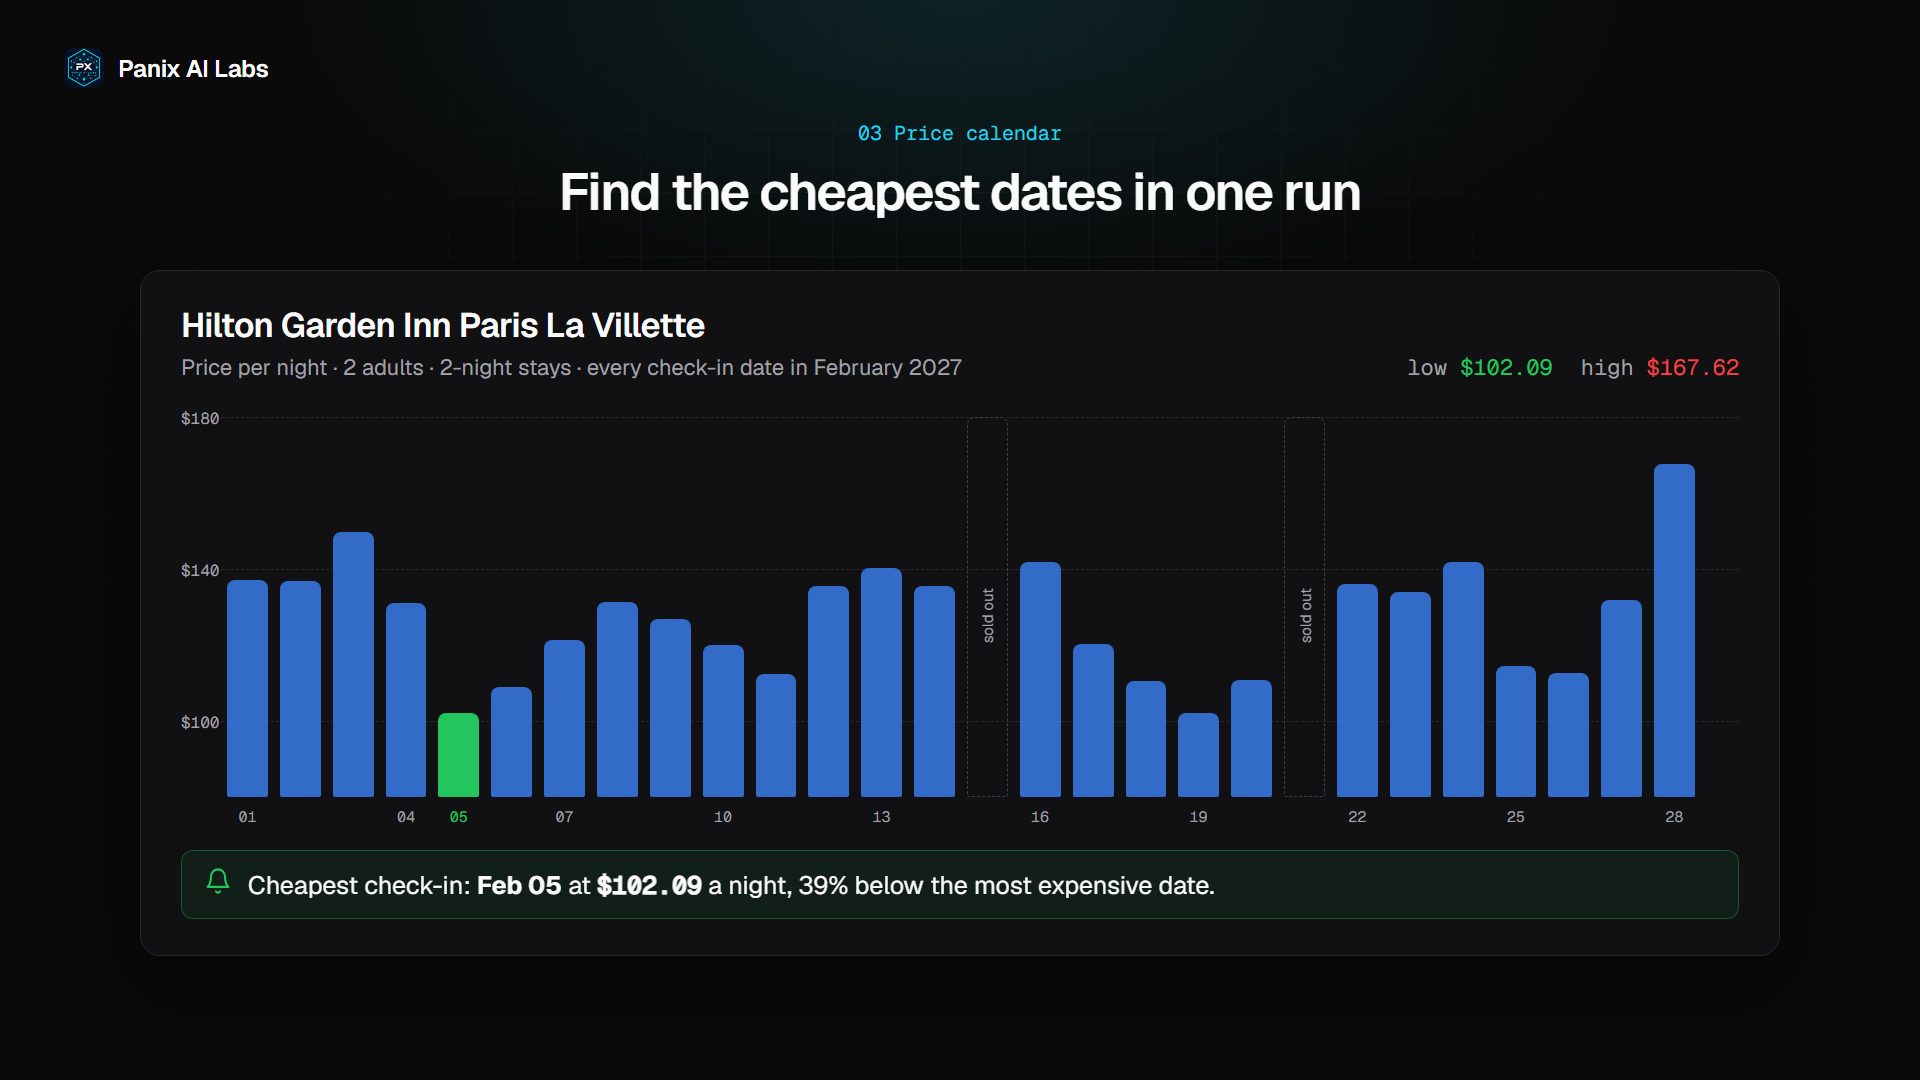 PX
Panix AI Labs
03 Price calendar
Find the cheapest dates in one run
Hilton Garden Inn Paris La Villette
Price per night · 2 adults · 2-night stays · every check-in date in February 2027
low $102.09 high $167.62
$180
$140
$100
sold out
sold out
01 04 05 07 10 13 16 19 22 25 28
Cheapest check-in: Feb 05 at $102.09 a night, 39% below the most expensive date.